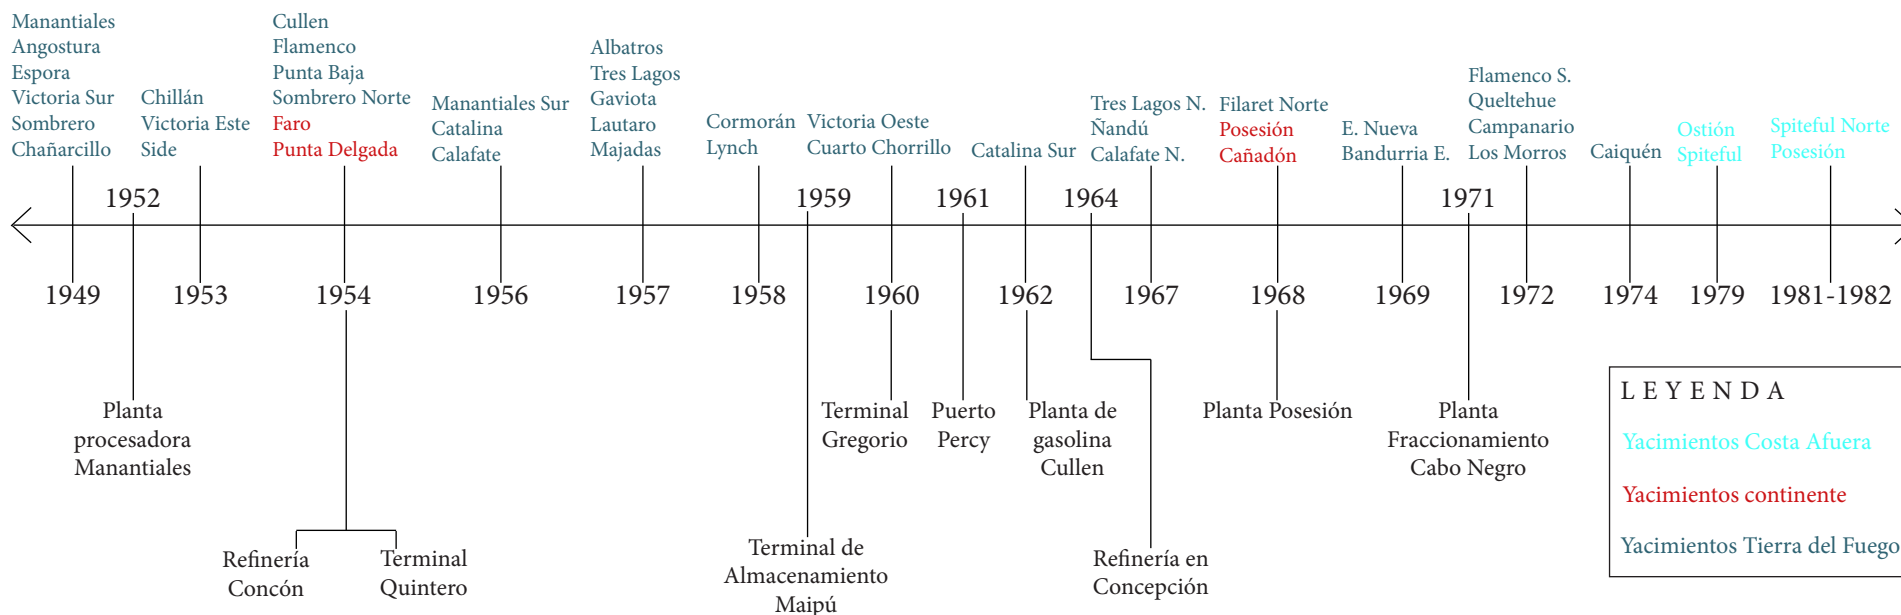 Manantiales
Angostura
Espora
Victoria Sur
Sombrero
Chañarcillo
Chillán
Victoria Este
Side
Cullen
Flamenco
Punta Baja
Sombrero Norte
Faro
Punta Delgada
Manantiales Sur
Catalina
Calafate
Albatros
Tres Lagos
Gaviota
Lautaro
Majadas
Cormorán
Lynch
Victoria Oeste
Cuarto Chorrillo
Catalina Sur
Tres Lagos N.
Ñandú
Calafate N.
Filaret Norte
Posesión
Cañadón
E. Nueva
Bandurria E.
Flamenco S.
Queltehue
Campanario
Los Morros
Caiquén
Ostión
Spiteful
Spiteful Norte
Posesión
1952
1959
1961
1964
1971
1949
1953
1954
1956
1957
1958
1960
1962
1967
1968
1969
1972
1974
1979
1981-1982
Planta
procesadora
Manantiales
Refinería
Concón
Terminal
Quintero
Terminal de
Almacenamiento
Maipú
Terminal
Gregorio
Puerto
Percy
Planta de
gasolina
Cullen
Refinería en
Concepción
Planta Posesión
Planta
Fraccionamiento
Cabo Negro
LEYENDA
Yacimientos Costa Afuera
Yacimientos continente
Yacimientos Tierra del Fuego